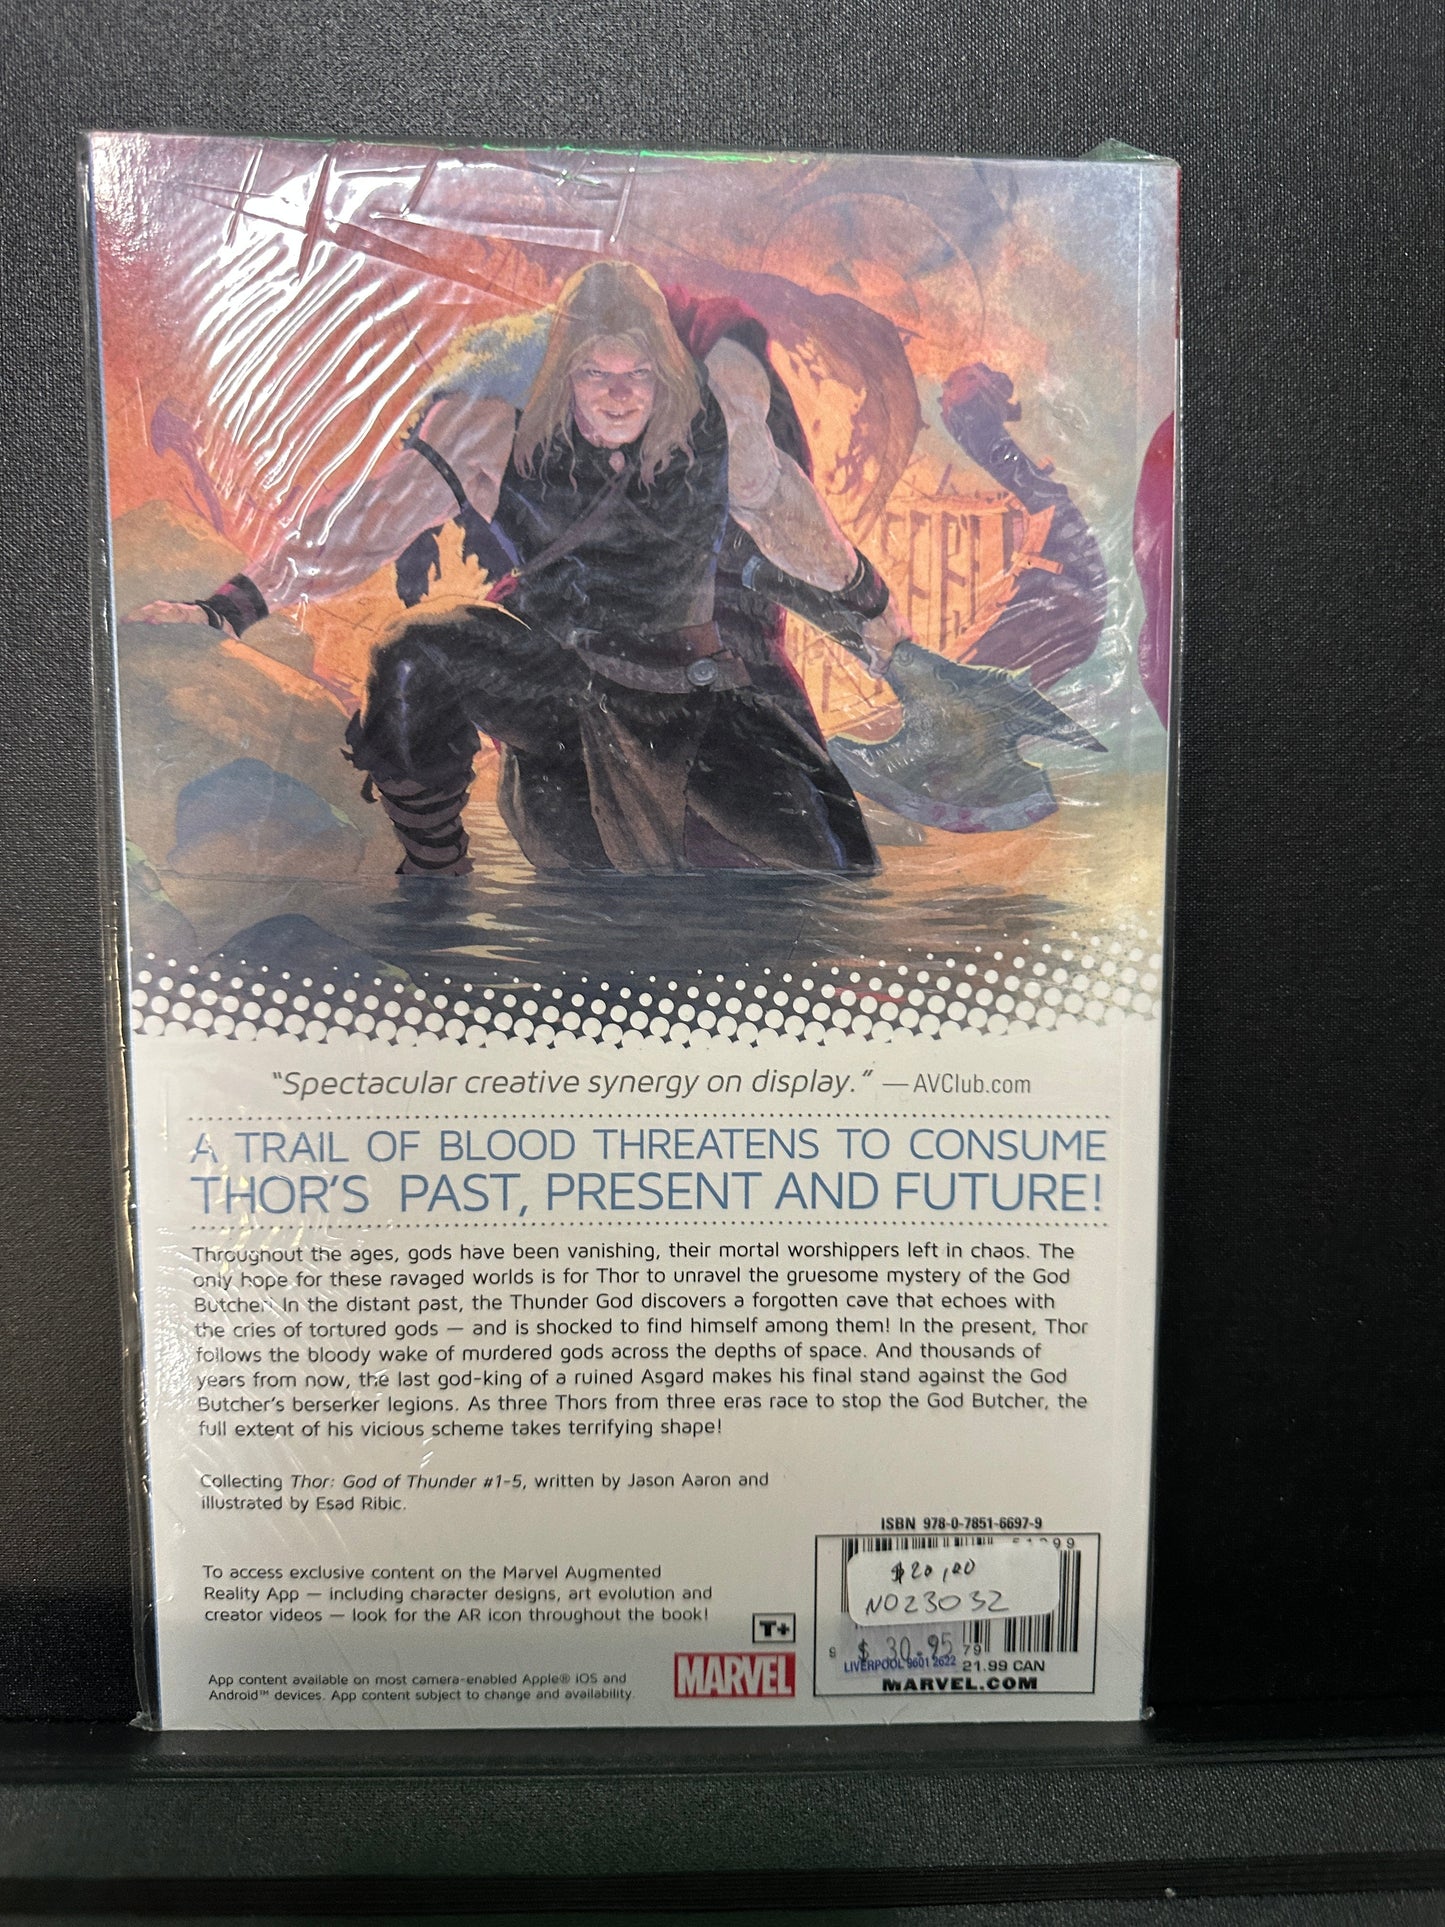 "Spectacular creative synergy on display." — AVClub.com
A TRAIL OF BLOOD THREATENS TO CONSUME
THOR'S PAST, PRESENT AND FUTURE!
Throughout the ages, gods have been vanishing, their mortal worshippers left in chaos. The
only hope for these ravaged worlds is for Thor to unravel the gruesome mystery of the God
Butcher! In the distant past, the Thunder God discovers a forgotten cave that echoes with
the cries of tortured gods — and is shocked to find himself among them! In the present, Thor
follows the bloody wake of murdered gods across the depths of space. And thousands of
years from now, the last god-king of a ruined Asgard makes his final stand against the God
Butcher's berserker legions. As three Thors from three eras race to stop the God Butcher, the
full extent of his vicious scheme takes terrifying shape!
Collecting Thor: God of Thunder #1-5, written by Jason Aaron and
illustrated by Esad Ribic.
To access exclusive content on the Marvel Augmented
Reality App — including character designs, art evolution and
creator videos — look for the AR icon throughout the book!
App content available on most camera-enabled Apple® iOS and
Android™ devices. App content subject to change and availability.
T+
MARVEL
ISBN 978-0-7851-6697-9
$20,00
NO23032
9 $ 30.95 79
LIVERPOOL 9601 2622 21.99 CAN
MARVEL.COM